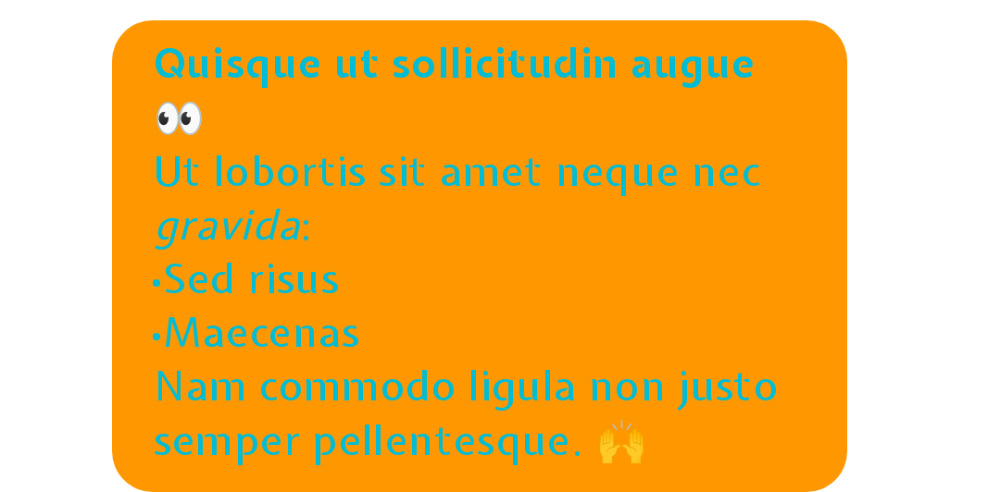 Quisque ut sollicitudin augue
👀
Ut lobortis sit amet neque nec
gravida:
•Sed risus
•Maecenas
Nam commodo ligula non justo
semper pellentesque. 🙌